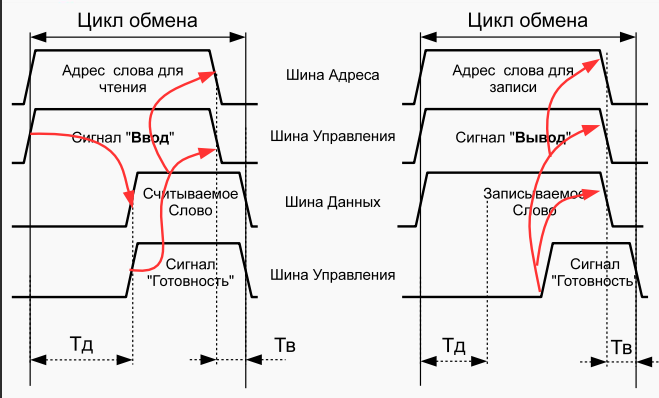 Цикл обмена
Цикл обмена
Адрес слова для
чтения
Шина Адреса
Адрес слова для
записи
Сигнал "Ввод"
Шина Управления
Сигнал "Вывод"
Считываемое
Слово
Шина Данных
Записываемое
Слово
Сигнал
"Готовность"
Шина Управления
Сигнал
"Готовность"
Тд
Тв
Тд
Тв